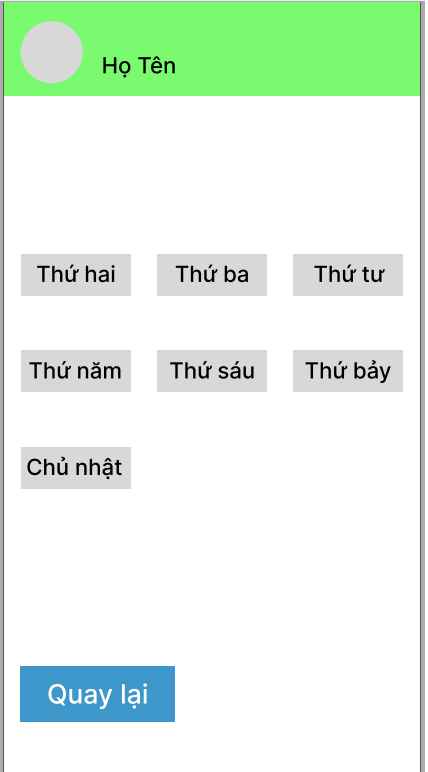 Họ Tên
Thứ hai
Thứ ba
Thứ tư
Thứ năm
Thứ sáu
Thứ bảy
Chủ nhật
Quay lại